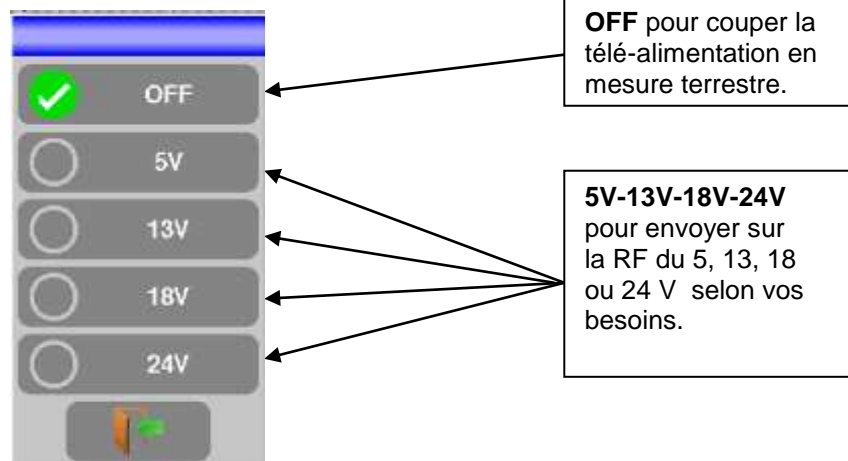 OFF
5V
13V
18V
24V
OFF pour couper la
télé-alimentation en
mesure terrestre.
5V-13V-18V-24V
pour envoyer sur
la RF du 5, 13, 18
ou 24 V selon vos
besoins.